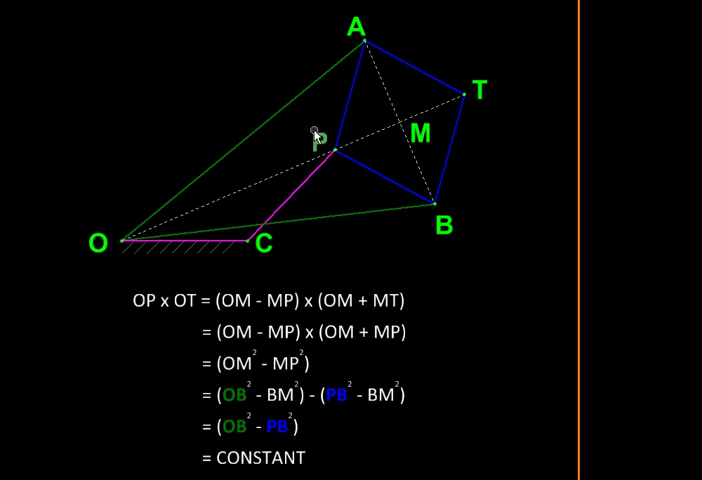 A
T
P
M
B
O
C
OP x OT = (OM - MP) x (OM + MT)
= (OM - MP) x (OM + MP)
= (OM² - MP²)
= (OB² - BM²) - (PB² - BM²)
= (OB² - PB²)
= CONSTANT